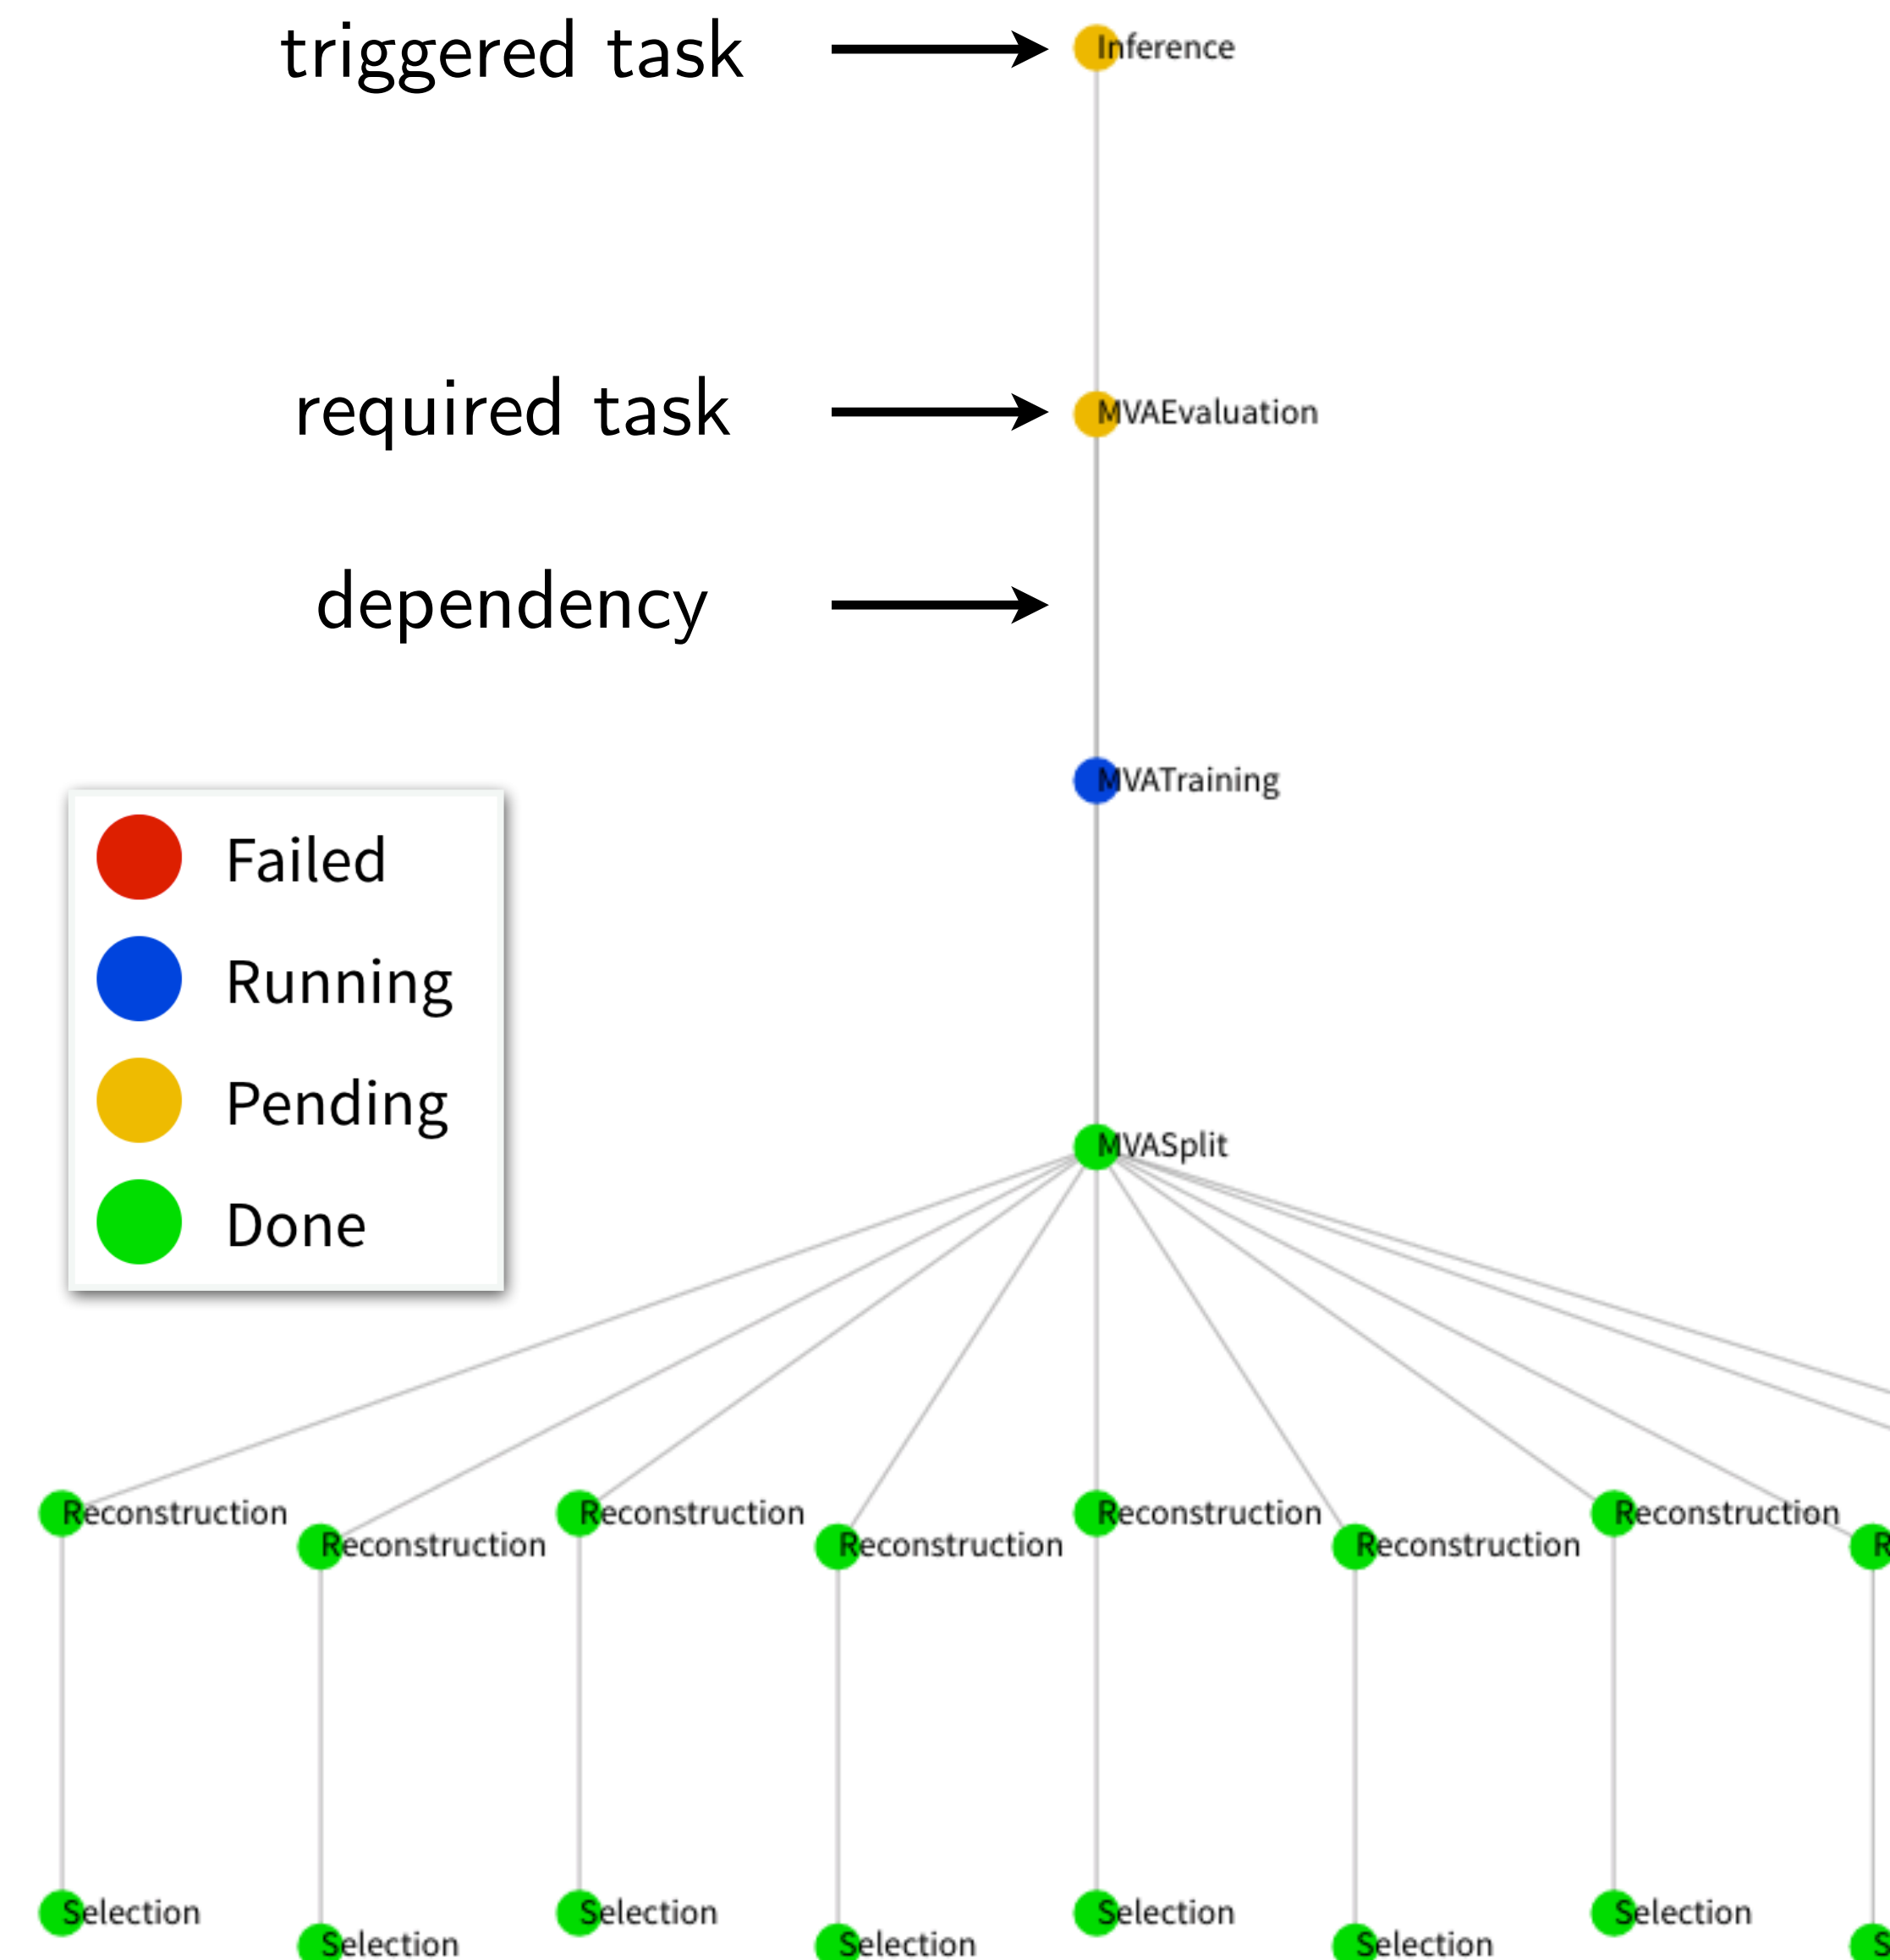 triggered task
Inference
required task
MVAEvaluation
dependency
MVATraining
Failed
Running
Pending
Done
MVASplit
Reconstruction
Reconstruction
Reconstruction
Reconstruction
Reconstruction
Reconstruction
Reconstruction
Selection
Selection
Selection
Selection
Selection
Selection
Selection